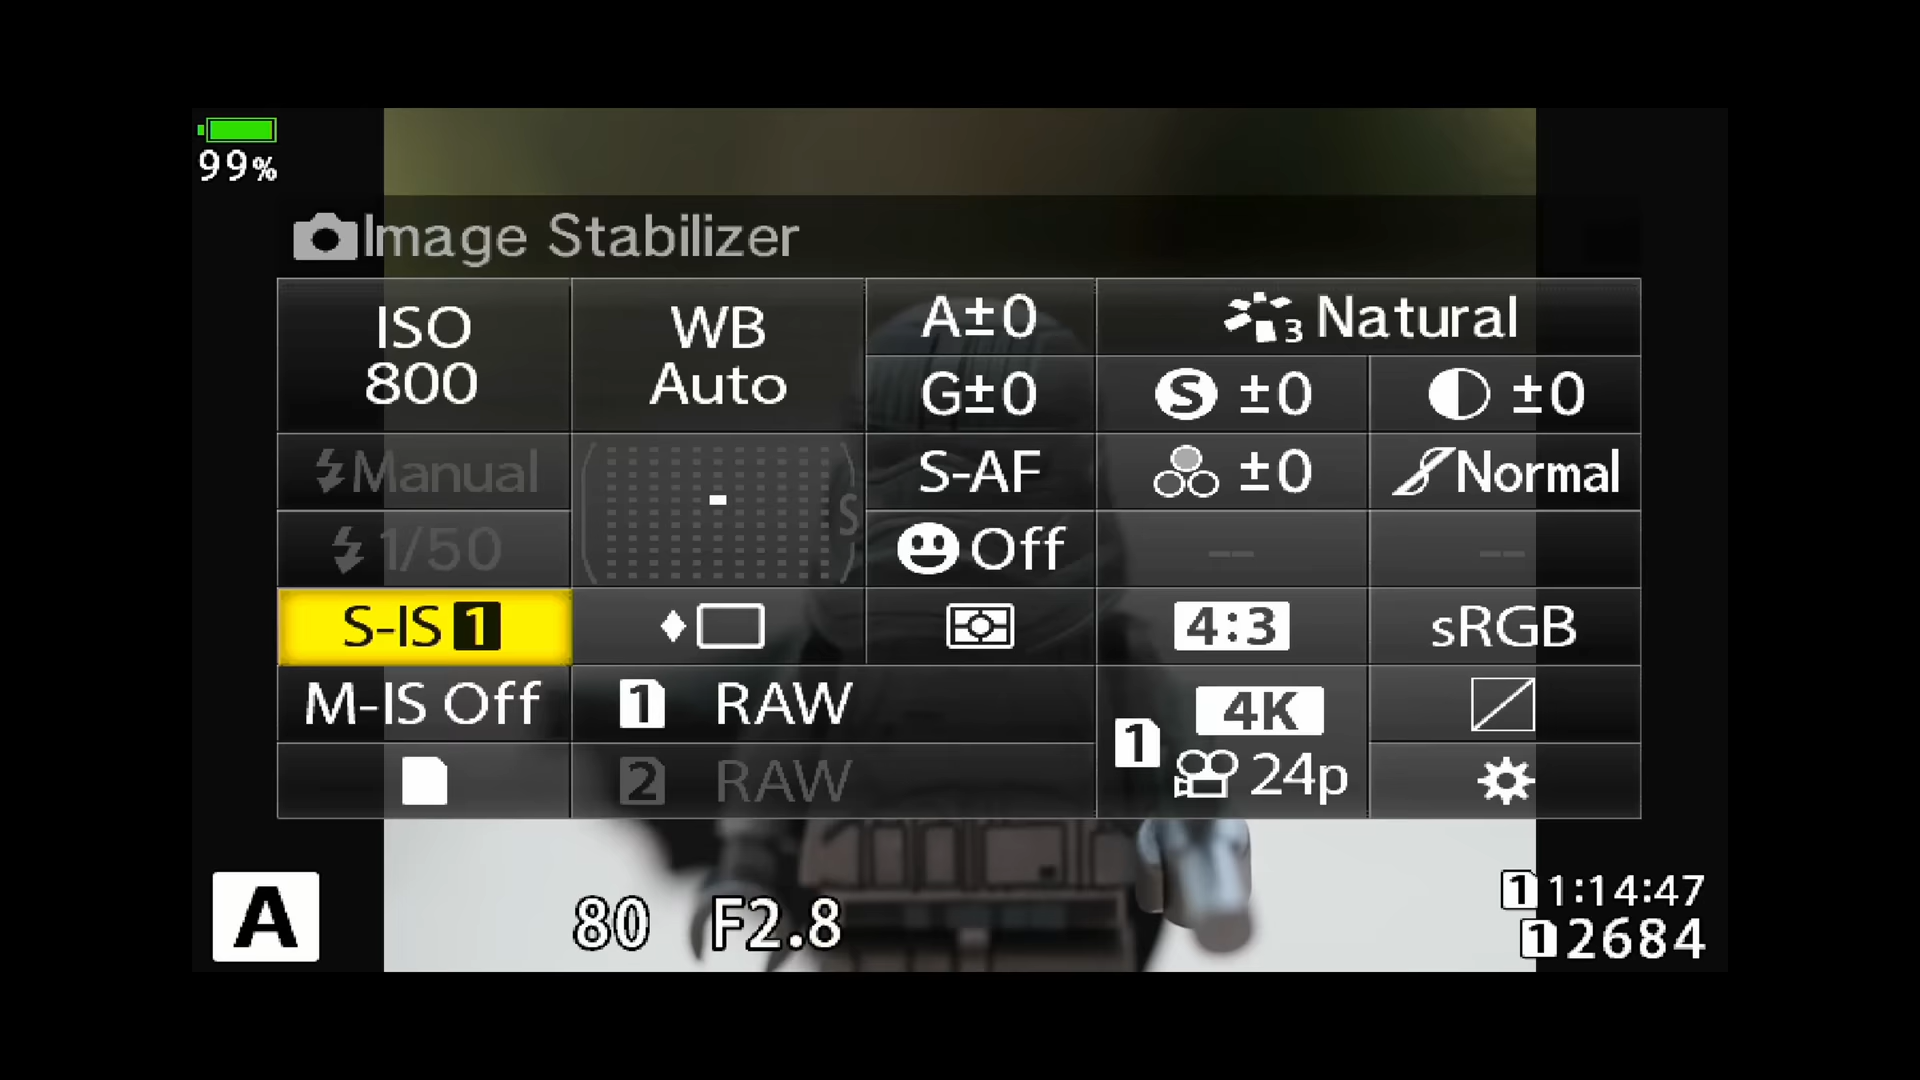 99%
Image Stabilizer
ISO
800
WB
Auto
A±0
G±0
3 Natural
S ±0
±0
Manual
S
S-AF
±0
Normal
1/50
Off
--
--
S-IS 1
4:3
sRGB
M-IS Off
1 RAW
1
4K
24p
2 RAW
A
80 F2.8
1 1:14:47
1 2684